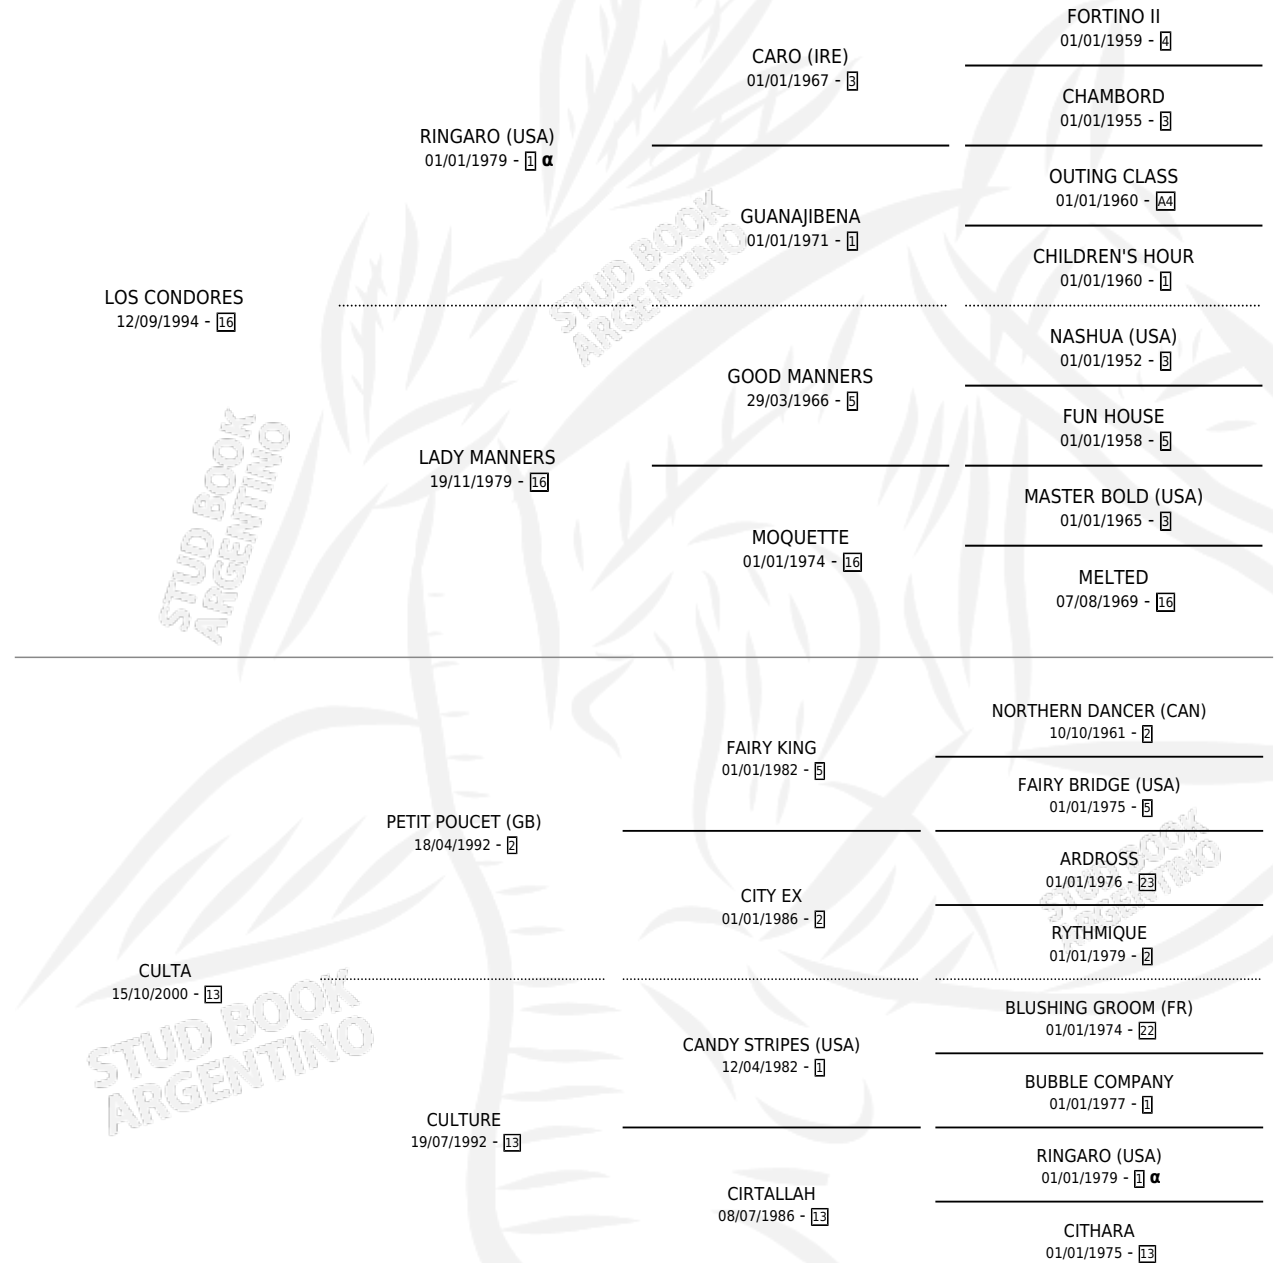 FORTINO II
01/01/1959 - 4
CARO (IRE)
01/01/1967 - 3
CHAMBORD
01/01/1955 - 3
RINGARO (USA)
01/01/1979 - 1 α
OUTING CLASS
01/01/1960 - A4
GUANAJIBENA
01/01/1971 - 1
CHILDREN'S HOUR
01/01/1960 - 1
LOS CONDORES
12/09/1994 - 16
NASHUA (USA)
01/01/1952 - 3
GOOD MANNERS
29/03/1966 - 5
FUN HOUSE
01/01/1958 - 5
LADY MANNERS
19/11/1979 - 16
MASTER BOLD (USA)
01/01/1965 - 3
MOQUETTE
01/01/1974 - 16
MELTED
07/08/1969 - 16
STUD BOOK
ARGENTINO
STUD BOOK
ARGENTINO
NORTHERN DANCER (CAN)
10/10/1961 - 2
FAIRY KING
01/01/1982 - 5
FAIRY BRIDGE (USA)
01/01/1975 - 5
PETIT POUCET (GB)
18/04/1992 - 2
ARDROSS
01/01/1976 - 23
CITY EX
01/01/1986 - 2
RYTHMIQUE
01/01/1979 - 2
CULTA
15/10/2000 - 13
BLUSHING GROOM (FR)
01/01/1974 - 22
CANDY STRIPES (USA)
12/04/1982 - 1
BUBBLE COMPANY
01/01/1977 - 1
CULTURE
19/07/1992 - 13
RINGARO (USA)
01/01/1979 - 1 α
CIRTALLAH
08/07/1986 - 13
CITHARA
01/01/1975 - 13
STUD BOOK
ARGENTINO
STUD BOOK
ARGENTINO